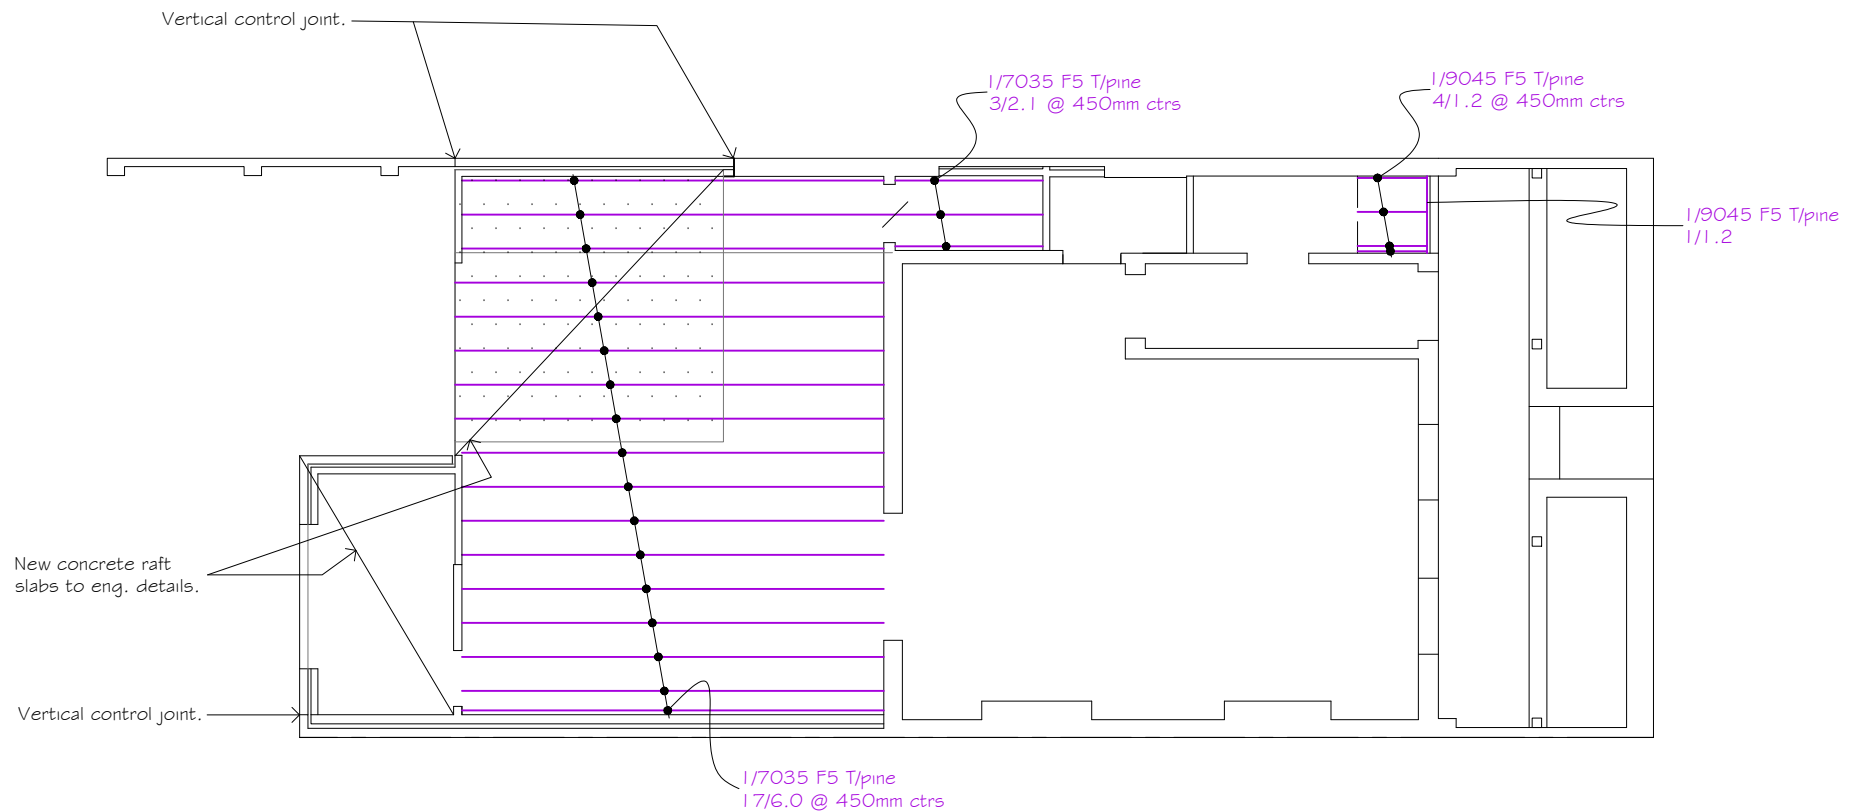 Vertical control joint.
1/7035 F5 T/pine
3/2.1 @ 450mm ctrs
1/9045 F5 T/pine
4/1.2 @ 450mm ctrs
1/9045 F5 T/pine
1/1.2
New concrete raft
slabs to eng. details.
Vertical control joint.
1/7035 F5 T/pine
17/6.0 @ 450mm ctrs